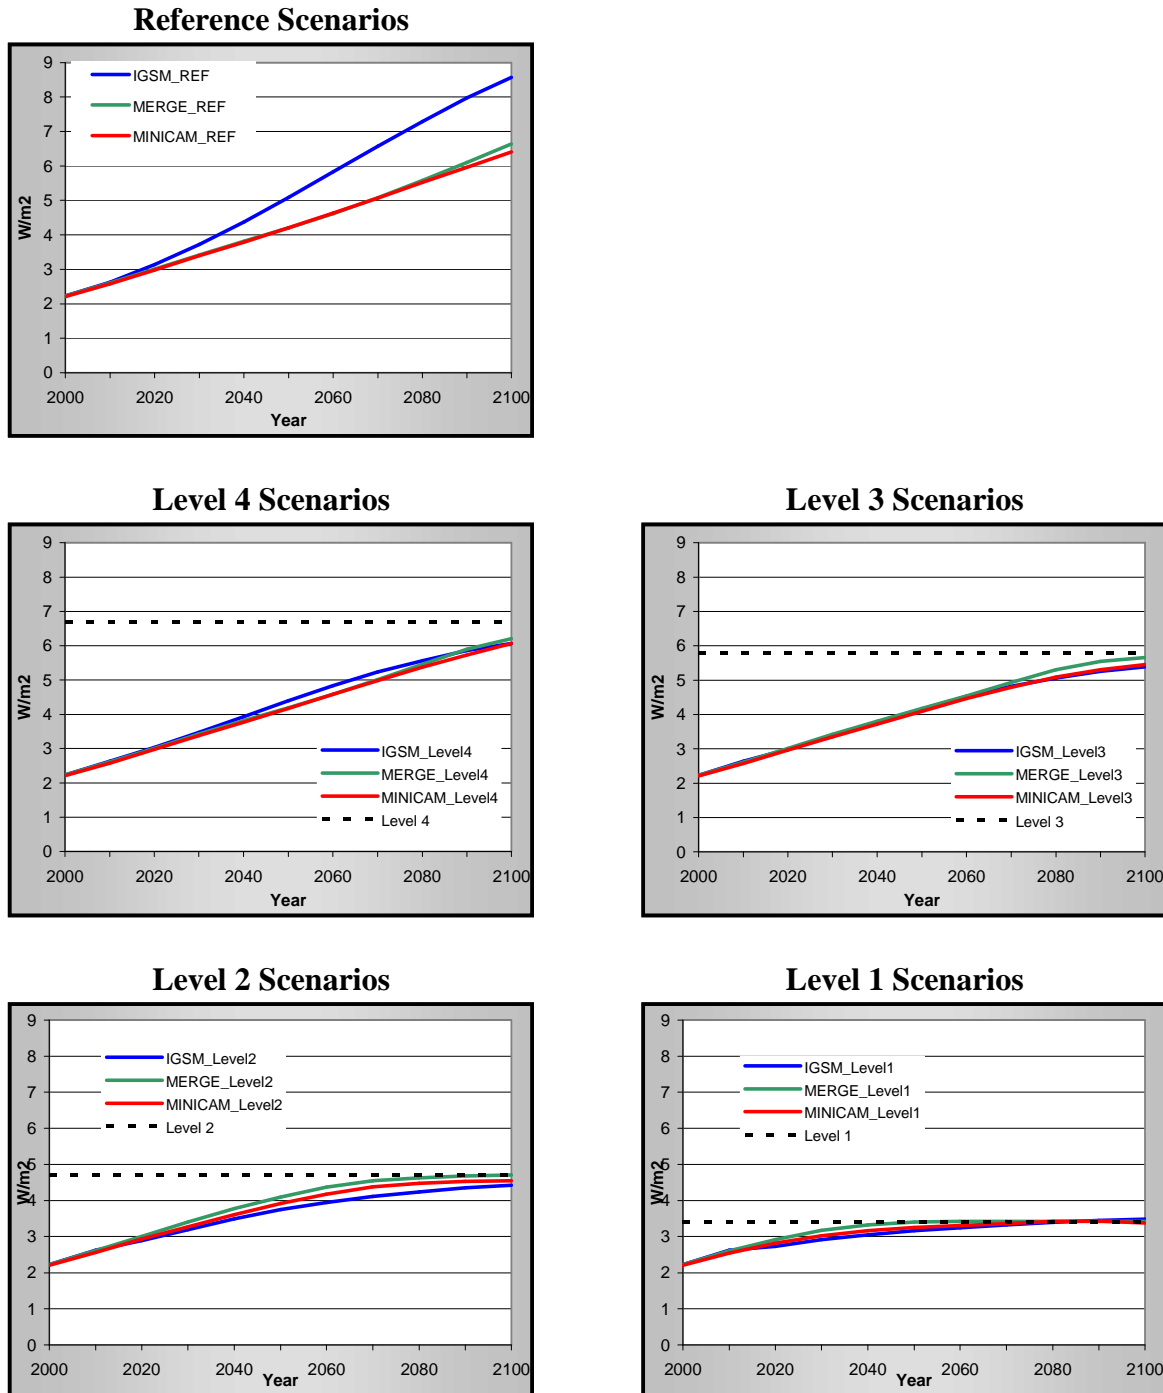 Reference Scenarios
9
8
7
6
5
4
3
2
1
0
W/m2
IGSM_REF
MERGE_REF
MINICAM_REF
2000 2020 2040 2060 2080 2100
Year
Level 4 Scenarios
9
8
7
6
5
4
3
2
1
0
W/m2
IGSM_Level4
MERGE_Level4
MINICAM_Level4
Level 4
2000 2020 2040 2060 2080 2100
Year
Level 3 Scenarios
9
8
7
6
5
4
3
2
1
0
W/m2
IGSM_Level3
MERGE_Level3
MINICAM_Level3
Level 3
2000 2020 2040 2060 2080 2100
Year
Level 2 Scenarios
9
8
7
6
5
4
3
2
1
0
W/m2
IGSM_Level2
MERGE_Level2
MINICAM_Level2
Level 2
2000 2020 2040 2060 2080 2100
Year
Level 1 Scenarios
9
8
7
6
5
4
3
2
1
0
W/m2
IGSM_Level1
MERGE_Level1
MINICAM_Level1
Level 1
2000 2020 2040 2060 2080 2100
Year